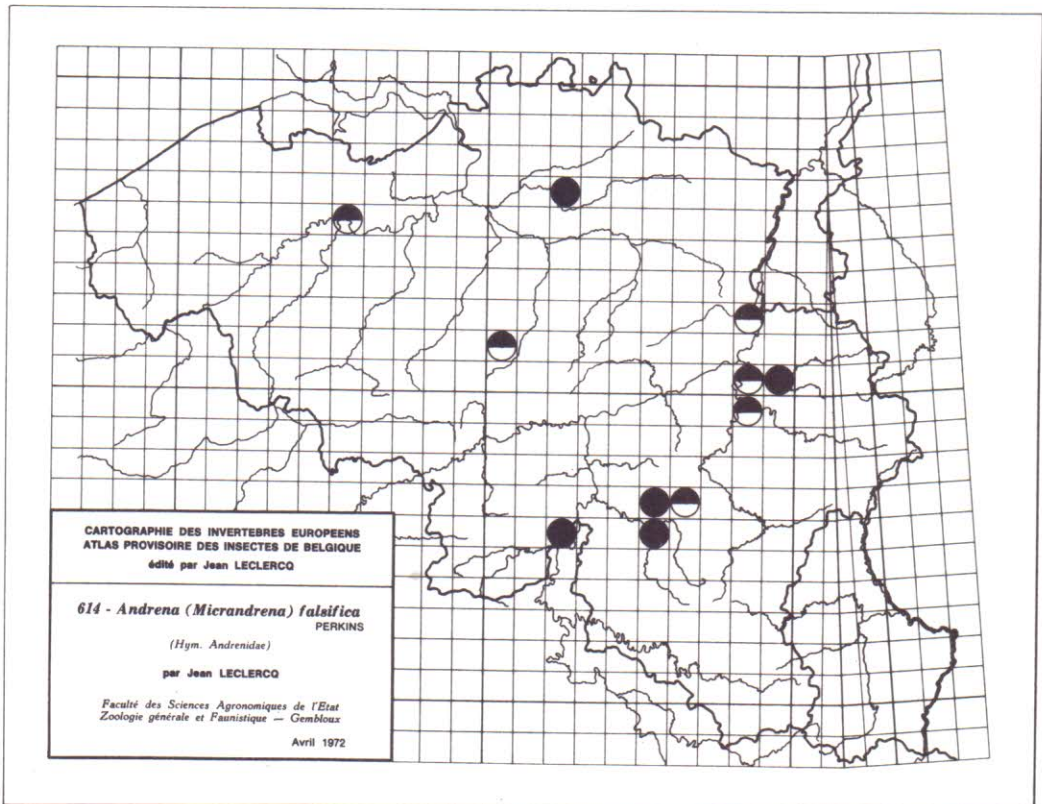 CARTOGRAPHIE DES INVERTEBRES EUROPEENS
ATLAS PROVISOIRE DES INSECTES DE BELGIQUE
édité par Jean LECLERCQ
614 - Andrena (Micrandrena) falsifica
PERKINS
(Hym. Andrenidae)
par Jean LECLERCQ
Faculté des Sciences Agronomiques de l'Etat
Zoologie générale et Faunistique — Gembloux
Avril 1972